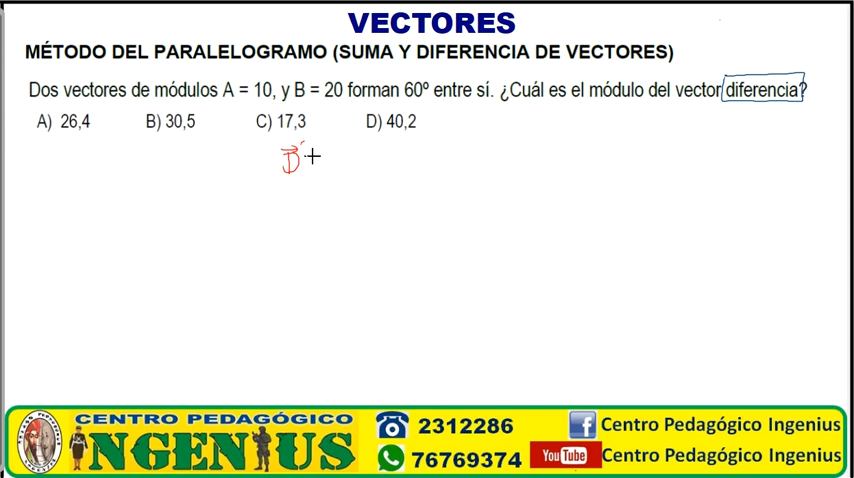 VECTORES
MÉTODO DEL PARALELOGRAMO (SUMA Y DIFERENCIA DE VECTORES)
Dos vectores de módulos A = 10, y B = 20 forman 60º entre sí. ¿Cuál es el módulo del vector diferencia?
A) 26,4 B) 30,5 C) 17,3 D) 40,2
D
CENTRO PEDAGÓGICO
INGENIUS
2312286
76769374
Centro Pedagógico Ingenius
YouTube Centro Pedagógico Ingenius